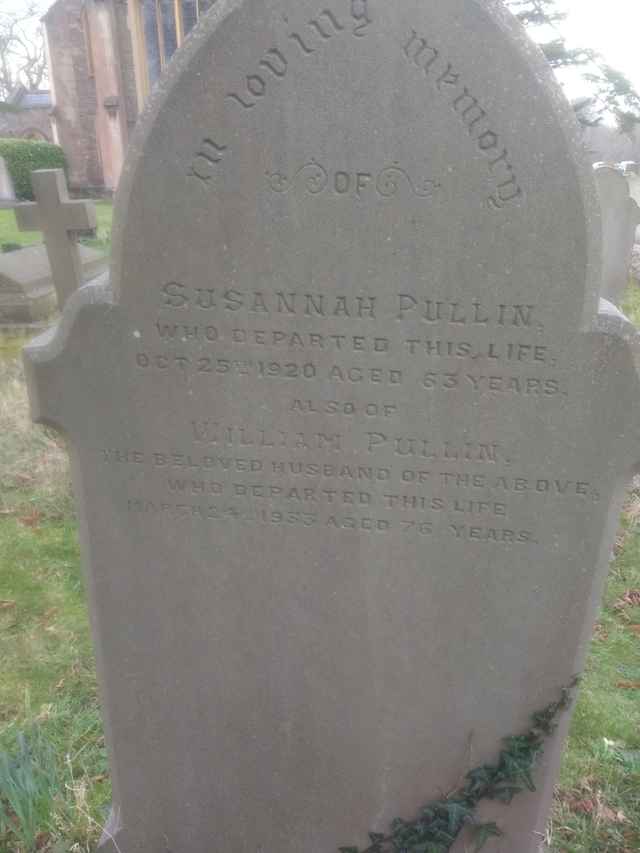 In loving memory
OF
SUSANNAH PULLIN,
WHO DEPARTED THIS LIFE,
OCT 25TH 1920 AGED 63 YEARS.
ALSO OF
WILLIAM PULLIN,
THE BELOVED HUSBAND OF THE ABOVE,
WHO DEPARTED THIS LIFE
MARCH 24TH 1933 AGED 76 YEARS.